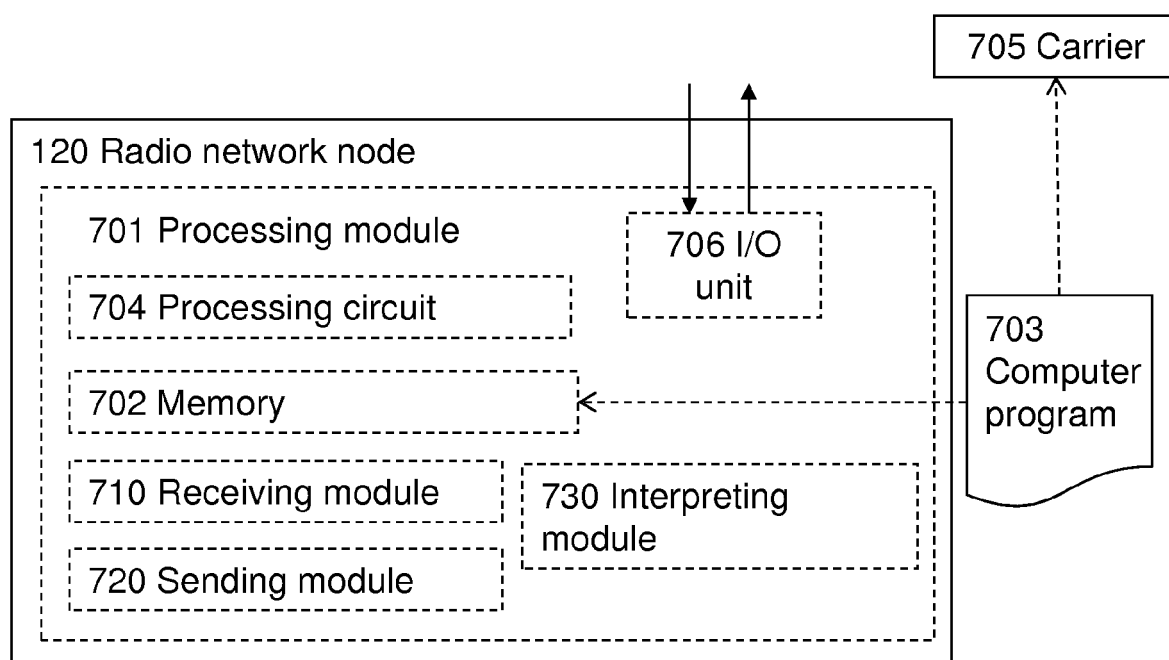 705 Carrier
120 Radio network node
701 Processing module
706 I/O
unit
704 Processing circuit
703
Computer
program
702 Memory
710 Receiving module
730 Interpreting
module
720 Sending module